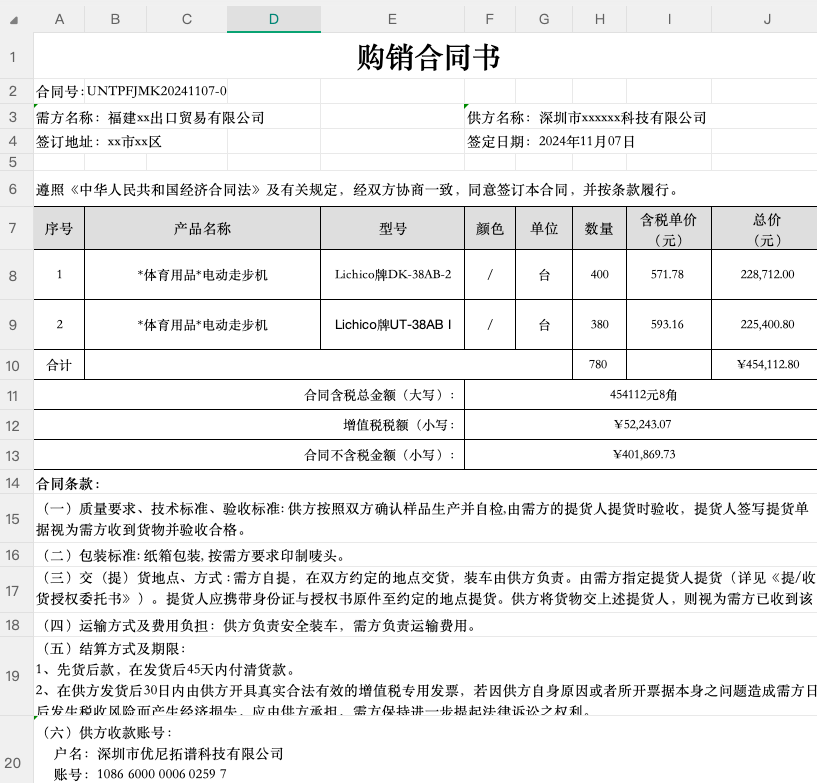 A B C D E F G H I J
1 购销合同书
2 合同号:UNTPFJMK20241107-0
3 需方名称：福建xx出口贸易有限公司 供方名称：深圳市xxxxxx科技有限公司
4 签订地址：xx市xx区 签定日期：2024年11月07日
5
6 遵照《中华人民共和国经济合同法》及有关规定，经双方协商一致，同意签订本合同，并按条款履行。
7 序号 产品名称 型号 颜色 单位 数量 含税单价（元） 总价（元）
8 1 *体育用品*电动走步机 Lichico牌DK-38AB-2 / 台 400 571.78 228,712.00
9 2 *体育用品*电动走步机 Lichico牌UT-38AB I / 台 380 593.16 225,400.80
10 合计 780 ¥454,112.80
11 合同含税总金额（大写）： 454112元8角
12 增值税税额（小写： ¥52,243.07
13 合同不含税金额（小写）： ¥401,869.73
14 合同条款：
15 （一）质量要求、技术标准、验收标准:供方按照双方确认样品生产并自检,由需方的提货人提货时验收，提货人签写提货单
据视为需方收到货物并验收合格。
16 （二）包装标准:纸箱包装,按需方要求印制唛头。
17 （三）交（提）货地点、方式:需方自提，在双方约定的地点交货，装车由供方负责。由需方指定提货人提货（详见《提/收
货授权委托书》）。提货人应携带身份证与授权书原件至约定的地点提货。供方将货物交上述提货人，则视为需方已收到该
18 （四）运输方式及费用负担：供方负责安全装车，需方负责运输费用。
19 （五）结算方式及期限：
1、先货后款，在发货后45天内付清货款。
2、在供方发货后30日内由供方开具真实合法有效的增值税专用发票，若因供方自身原因或者所开票据本身之问题造成需方日
后发生税收风险而产生经济损失，应由供方承担，需方保持进一步提起法律诉讼之权利。
20 （六）供方收款账号：
户名：深圳市优尼拓谱科技有限公司
账号：1086 6000 0006 0259 7